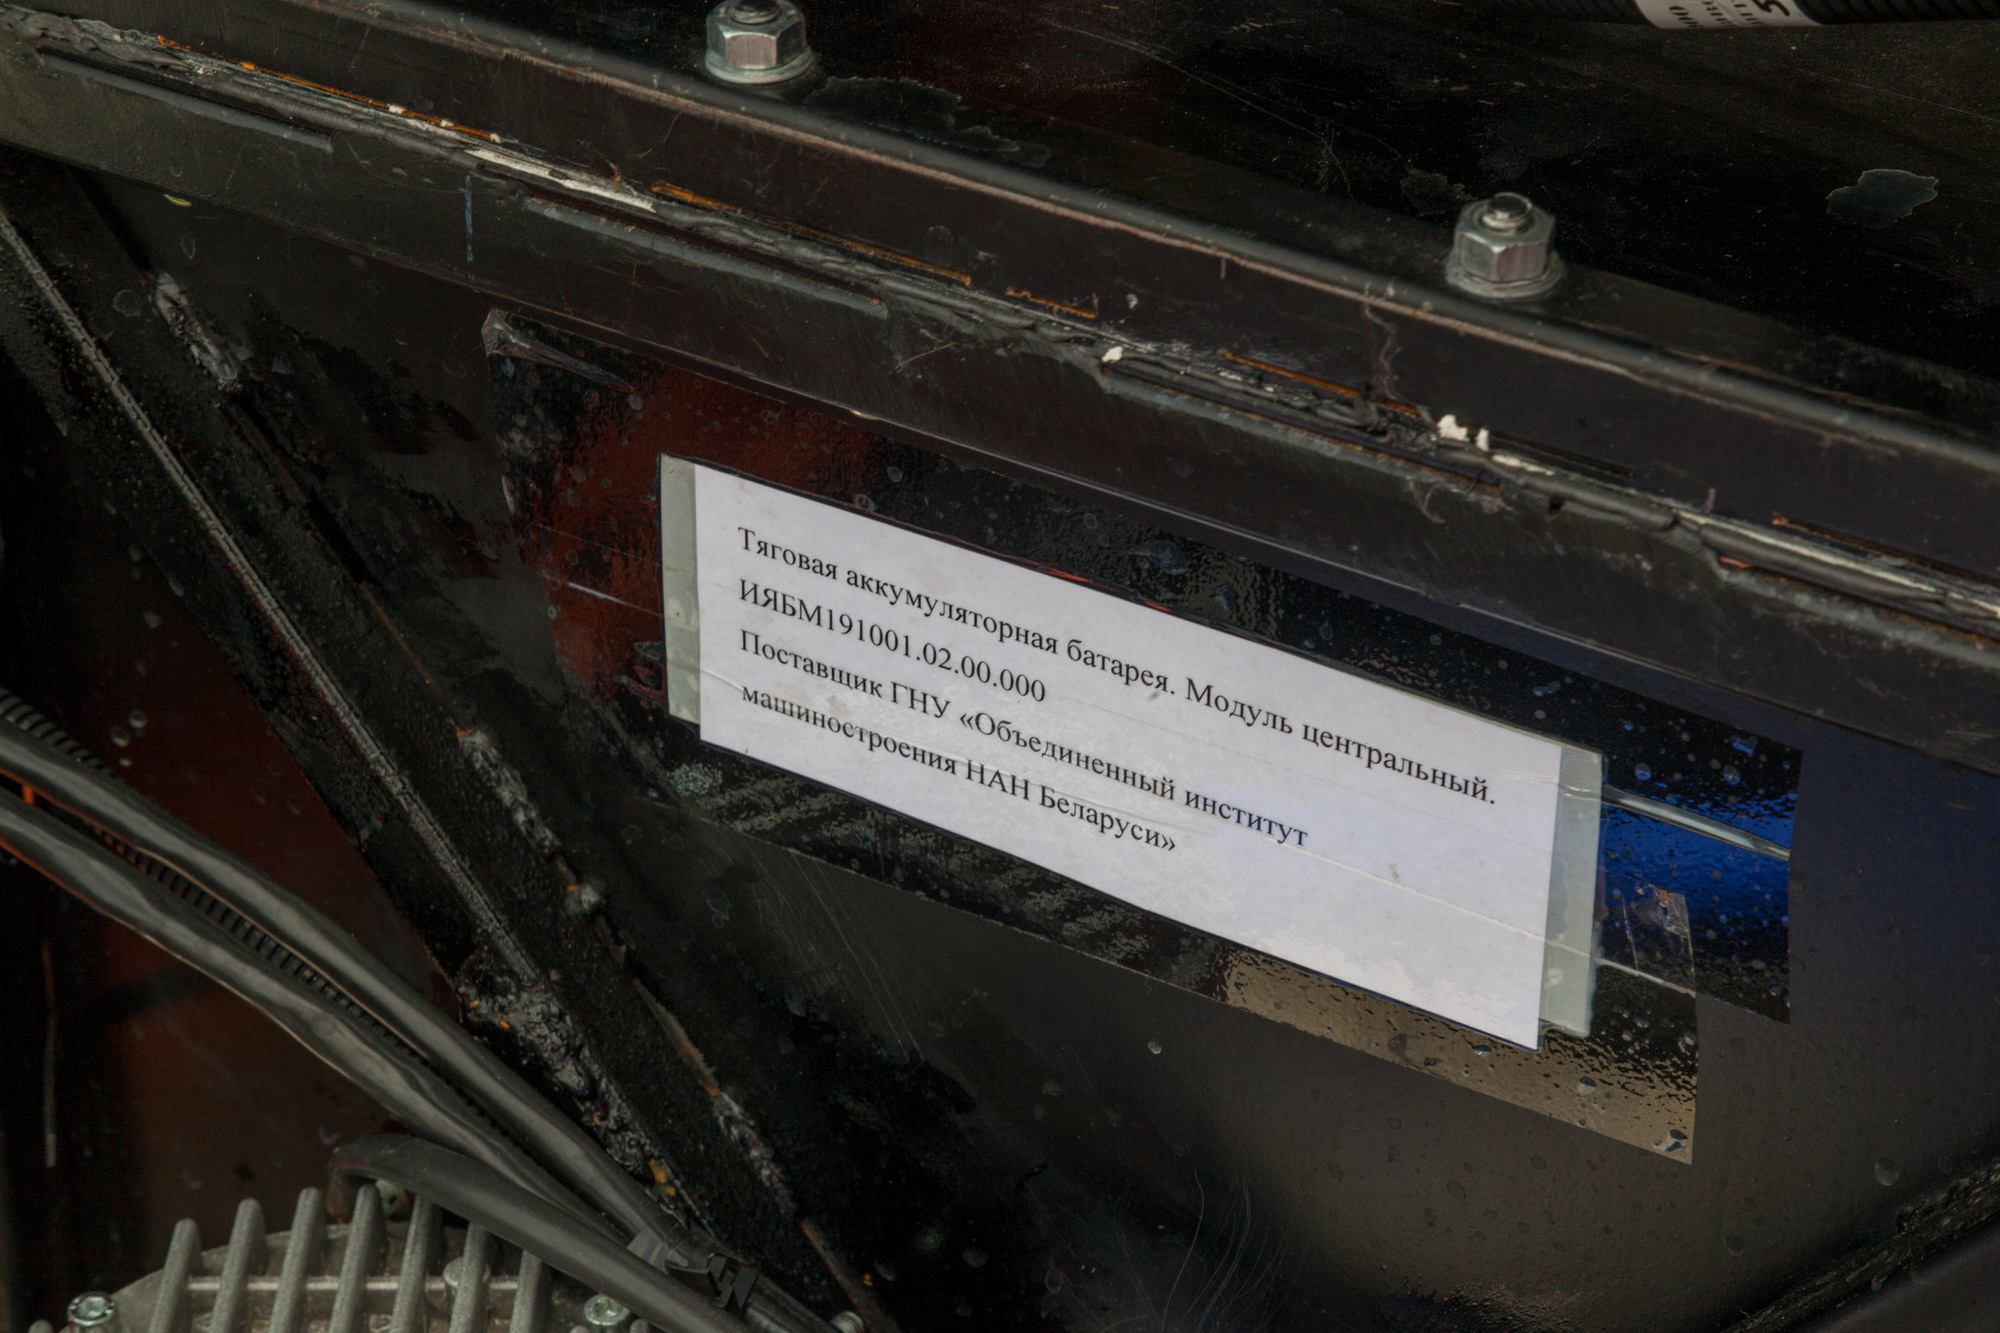 Тяговая аккумуляторная батарея. Модуль центральный.
ИЯБМ191001.02.00.000
Поставщик ГНУ «Объединенный институт
машиностроения НАН Беларуси»